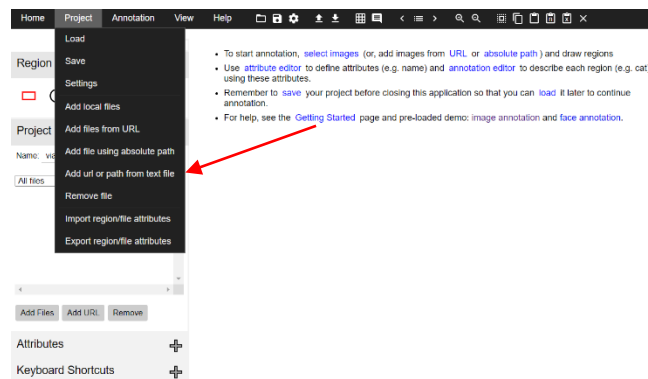 Home Project Annotation View Help
Load
Save
Settings
Add local files
Add files from URL
Add file using absolute path
Add url or path from text file
Remove file
Import region/file attributes
Export region/file attributes
Region
Project
Name: via
All files
Add Files Add URL Remove
Attributes
Keyboard Shortcuts
• To start annotation, select images (or, add images from URL or absolute path ) and draw regions
• Use attribute editor to define attributes (e.g. name) and annotation editor to describe each region (e.g. cat
using these attributes.
• Remember to save your project before closing this application so that you can load it later to continue
annotation.
• For help, see the Getting Started page and pre-loaded demo: image annotation and face annotation.